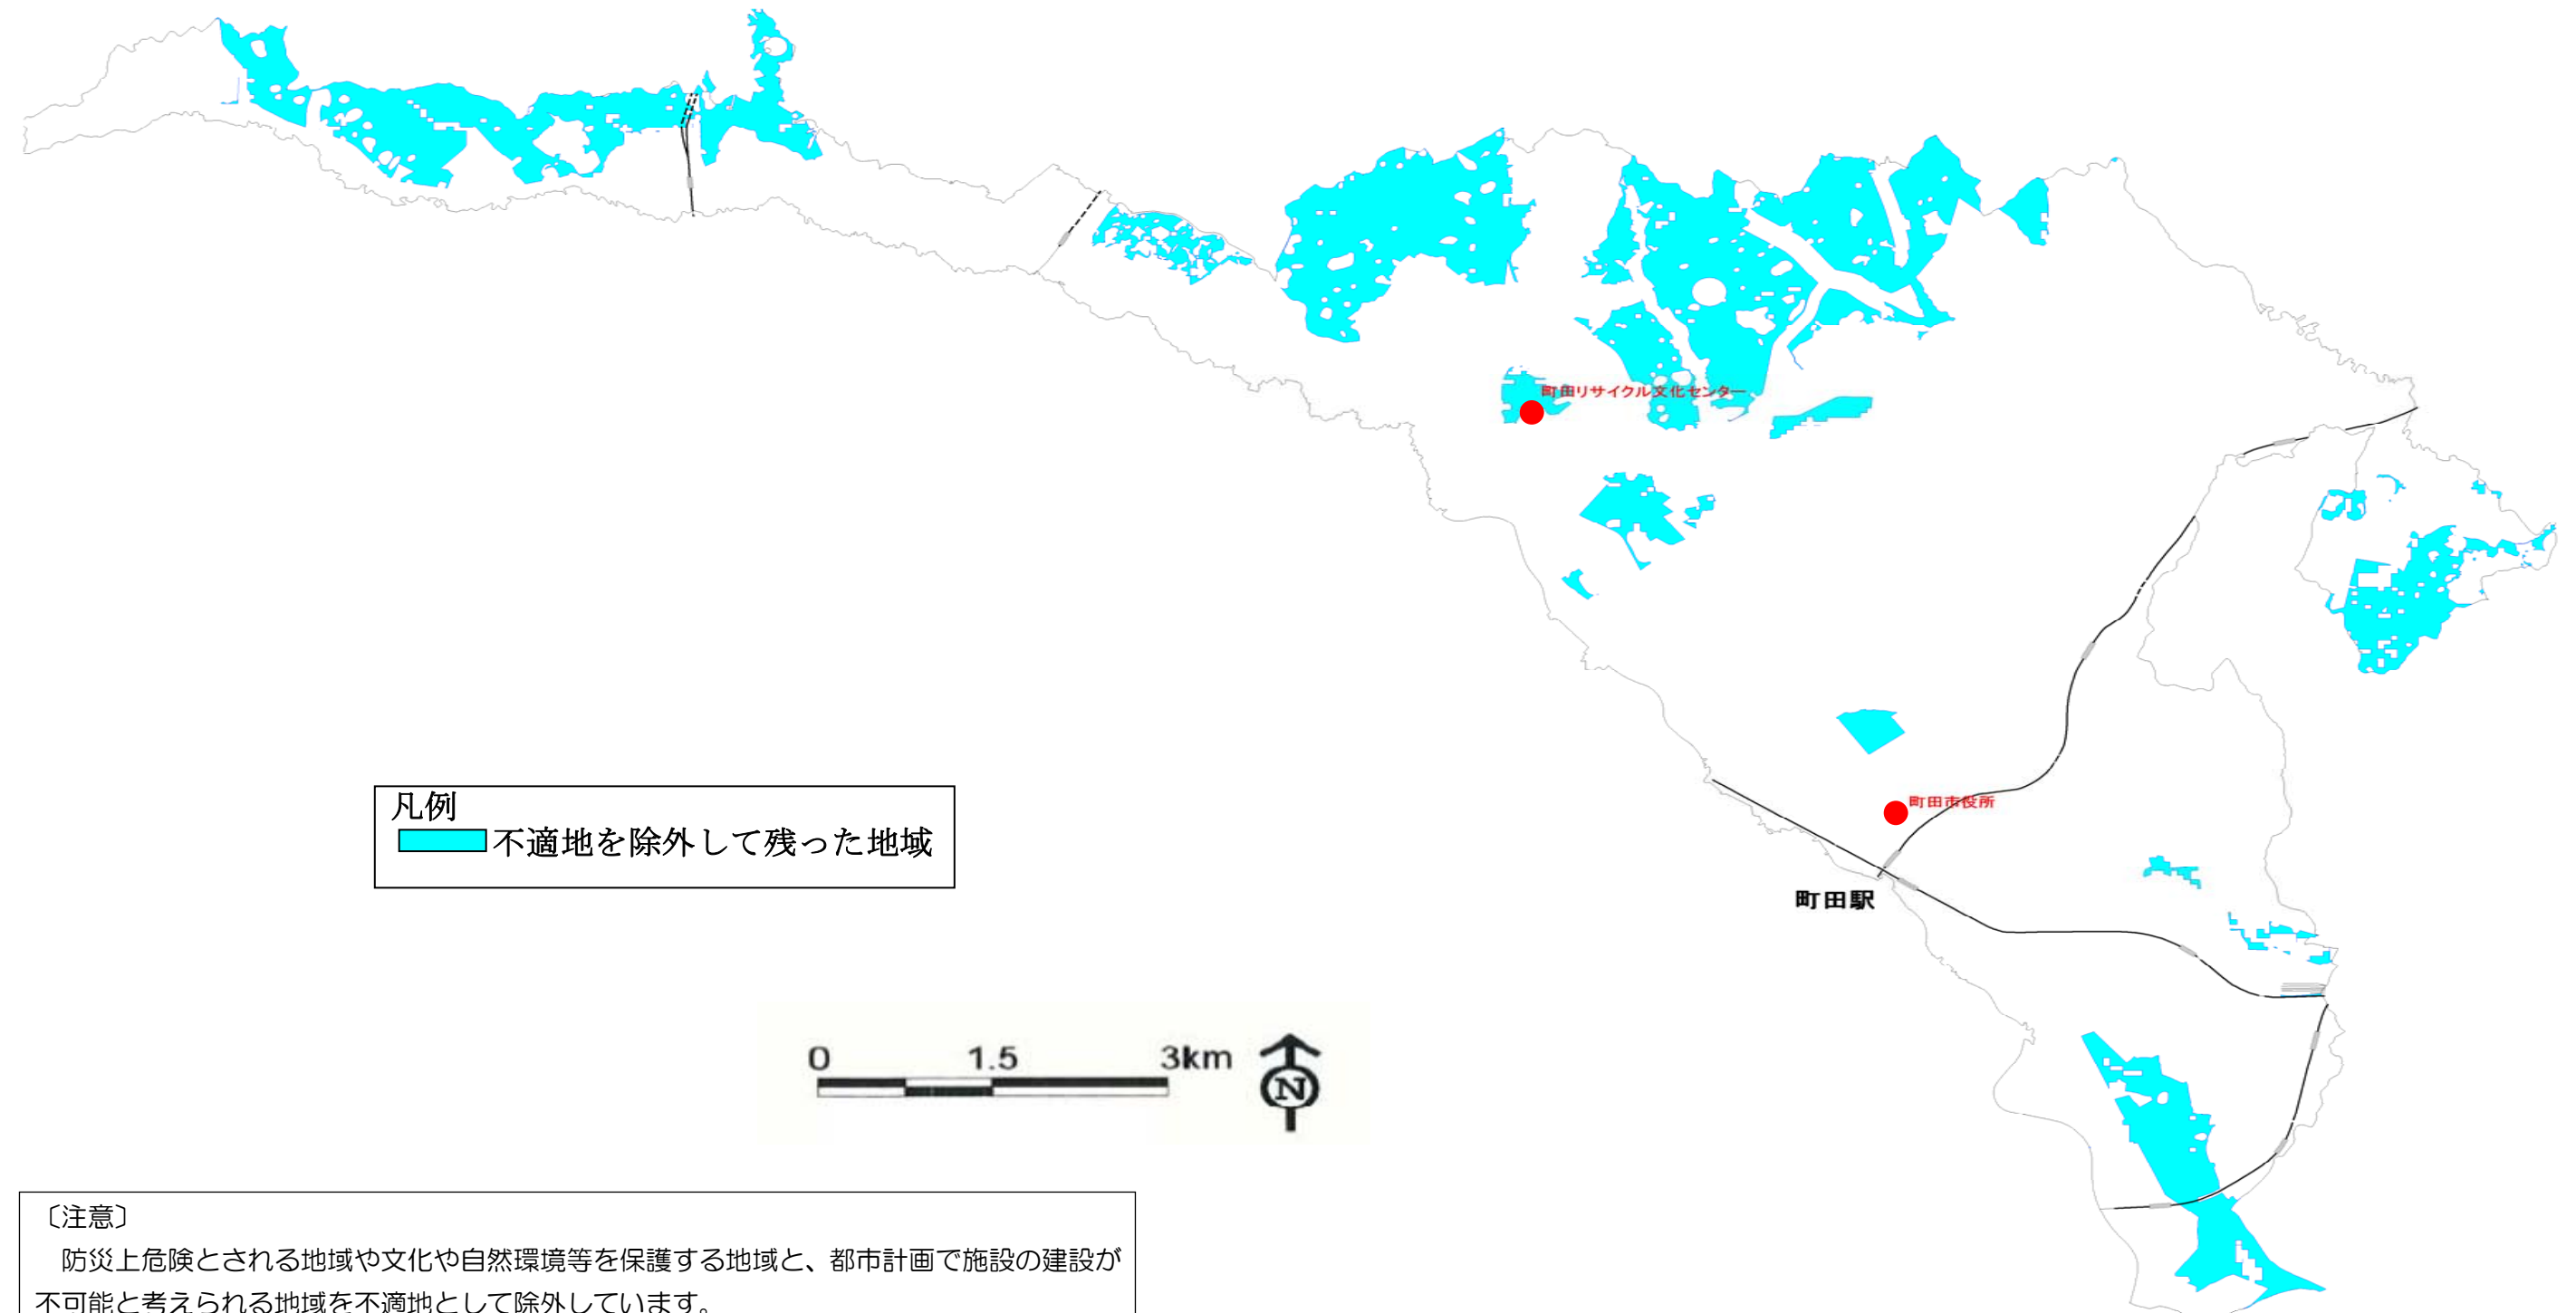 町田リサイクル文化センター
町田市役所
町田駅
凡例
不適地を除外して残った地域
0 1.5 3km
N
〔注意〕
防災上危険とされる地域や文化や自然環境等を保護する地域と、都市計画で施設の建設が
不可能と考えられる地域を不適地として除外しています。